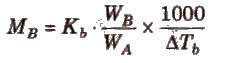 M_B = K_b · W_B/W_A × 1000/ΔT_b